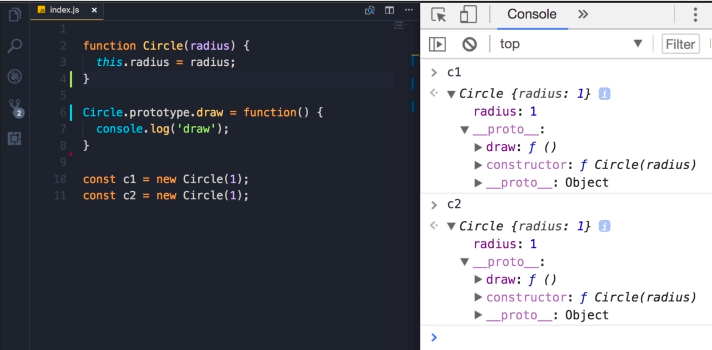 index.js ×
1
2 function Circle(radius) {
3 this.radius = radius;
4 }
5
6 Circle.prototype.draw = function() {
7 console.log('draw');
8 }
9
10 const c1 = new Circle(1);
11 const c2 = new Circle(1);
2
Console »
top ▼ Filter
> c1
▼ Circle {radius: 1} i
radius: 1
▼ __proto__:
▶ draw: ƒ ()
▶ constructor: ƒ Circle(radius)
▶ __proto__: Object
> c2
▼ Circle {radius: 1} i
radius: 1
▼ __proto__:
▶ draw: ƒ ()
▶ constructor: ƒ Circle(radius)
▶ __proto__: Object
>